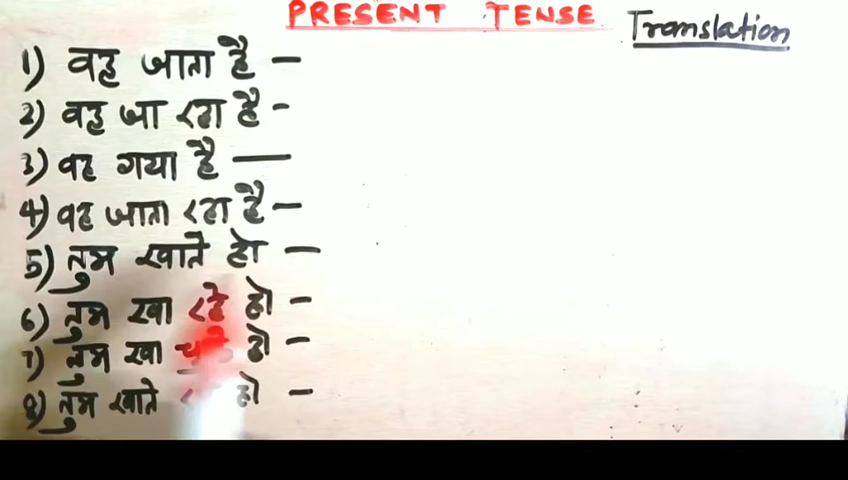 PRESENT TENSE Translation
1) वह जाता है —
2) वह जा रहा है -
3) वह गया है —
4) वह जाता रहा है —
5) तुम खाते हो —
6) तुम खा रहे हो —
7) तुम खा चुके हो —
8) तुम खाते हो —